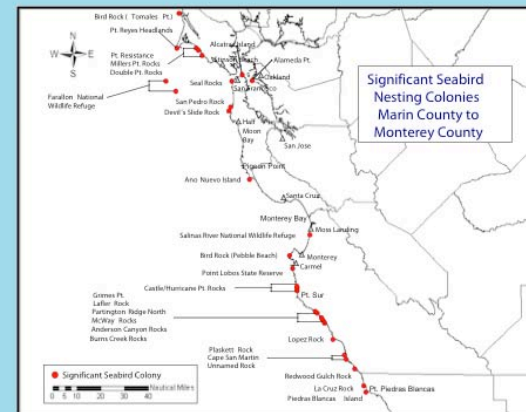 Bird Rock ( Tomales Pt.)
Pt. Reyes Headlands
Alcatraz Island
Pt. Resistance
Millers Pt. Rocks
Double Pt. Rocks
Alameda Pt.
Oakland
N
W E
S
Seal Rocks
San Francisco
Farallon National
Wildlife Refuge
Significant Seabird
Nesting Colonies
Marin County to
Monterey County
San Pedro Rock
Devil's Slide Rock
Half
Moon
Bay
San Jose
Pigeon Point
Ano Nuevo Island
Santa Cruz
Monterey Bay
Moss Landing
Salinas River National Wildlife Refuge
Bird Rock (Pebble Beach)
Monterey
Carmel
Point Lobos State Reserve
Castle/Hurricane Pt. Rocks
Pt. Sur
Grimes Pt.
Lafler Rock
Partington Ridge North
McWay Rocks
Anderson Canyon Rocks
Burns Creek Rocks
Lopez Rock
Plaskett Rock
Cape San Martin
Unnamed Rock
Redwood Gulch Rock
La Cruz Rock
Pt. Piedras Blancas
Piedras Blancas Island
Significant Seabird Colony
Nautical Miles
0 5 10 20 30 40